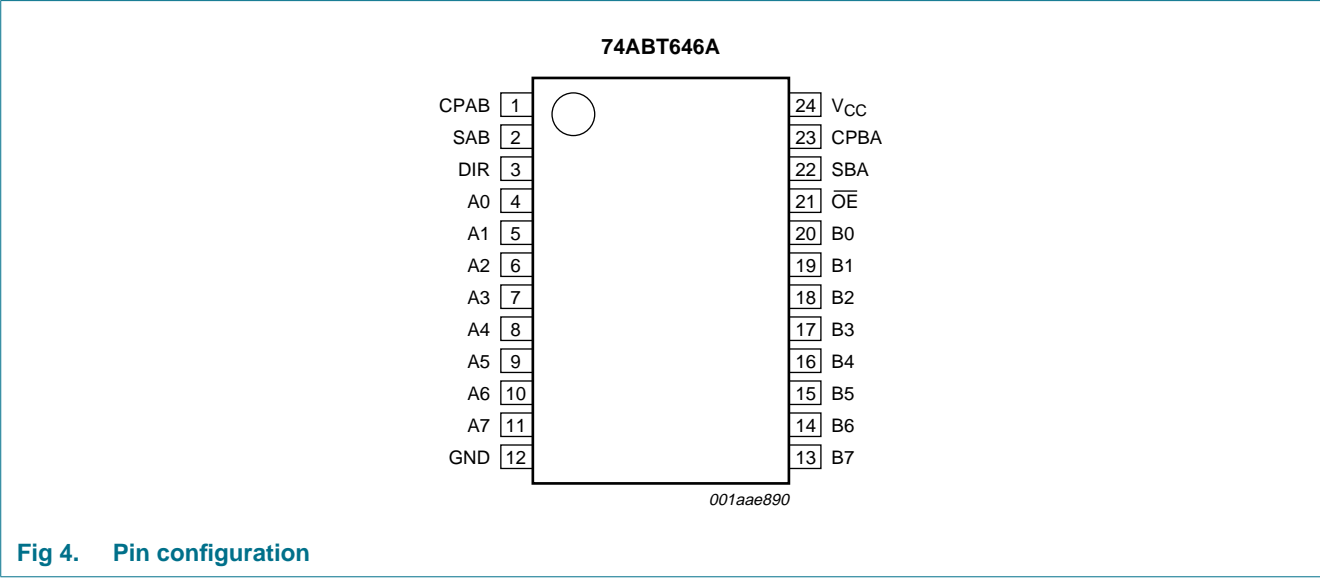 74ABT646A
CPAB 1 24 VCC
SAB 2 23 CPBA
DIR 3 22 SBA
A0 4 21 O̅E̅
A1 5 20 B0
A2 6 19 B1
A3 7 18 B2
A4 8 17 B3
A5 9 16 B4
A6 10 15 B5
A7 11 14 B6
GND 12 13 B7
001aae890
Fig 4. Pin configuration